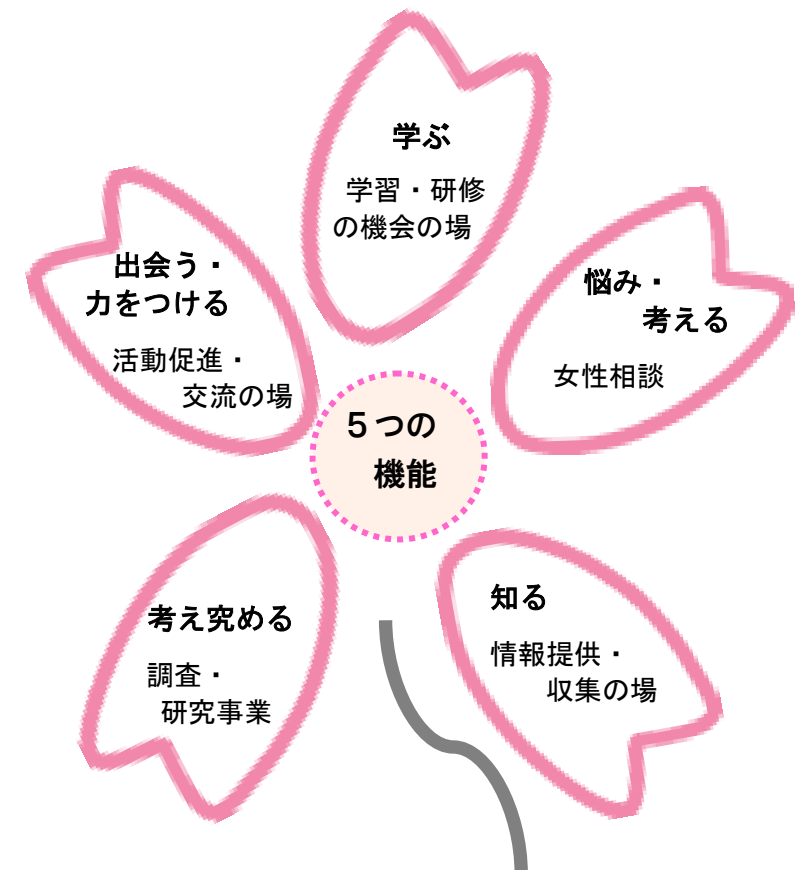 学ぶ
学習・研修
の機会の場
出会う・
力をつける
活動促進・
交流の場
悩み・
考える
女性相談
５つの
機能
考え究める
調査・
研究事業
知る
情報提供・
収集の場